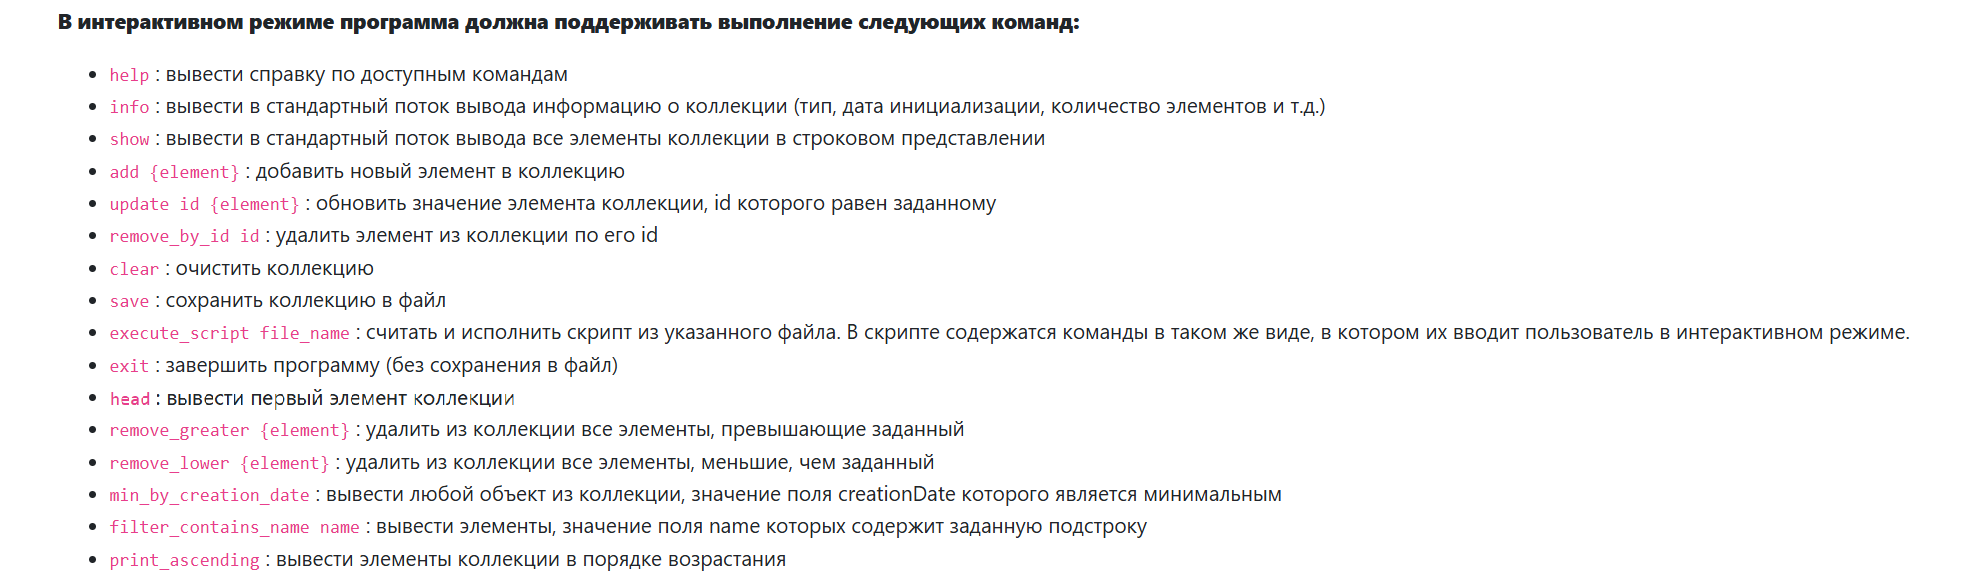 В интерактивном режиме программа должна поддерживать выполнение следующих команд:
help : вывести справку по доступным командам
info : вывести в стандартный поток вывода информацию о коллекции (тип, дата инициализации, количество элементов и т.д.)
show : вывести в стандартный поток вывода все элементы коллекции в строковом представлении
add {element} : добавить новый элемент в коллекцию
update id {element} : обновить значение элемента коллекции, id которого равен заданному
remove_by_id id : удалить элемент из коллекции по его id
clear : очистить коллекцию
save : сохранить коллекцию в файл
execute_script file_name : считать и исполнить скрипт из указанного файла. В скрипте содержатся команды в таком же виде, в котором их вводит пользователь в интерактивном режиме.
exit : завершить программу (без сохранения в файл)
head : вывести первый элемент коллекции
remove_greater {element} : удалить из коллекции все элементы, превышающие заданный
remove_lower {element} : удалить из коллекции все элементы, меньшие, чем заданный
min_by_creation_date : вывести любой объект из коллекции, значение поля creationDate которого является минимальным
filter_contains_name name : вывести элементы, значение поля name которых содержит заданную подстроку
print_ascending : вывести элементы коллекции в порядке возрастания